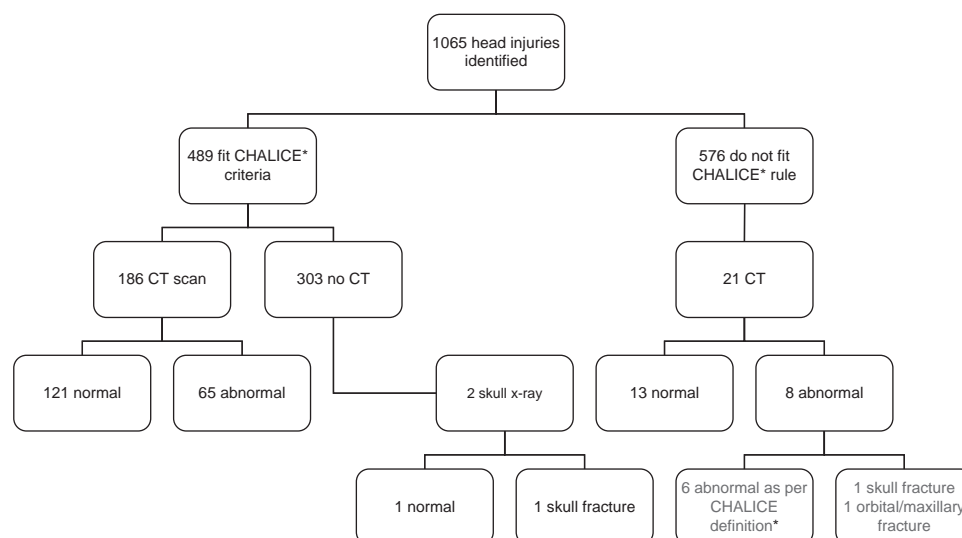 1065 head injuries
identified
489 fit CHALICE*
criteria
576 do not fit
CHALICE* rule
186 CT scan
303 no CT
21 CT
121 normal
65 abnormal
2 skull x-ray
13 normal
8 abnormal
1 normal
1 skull fracture
6 abnormal as per
CHALICE
definition*
1 skull fracture
1 orbital/maxillary
fracture